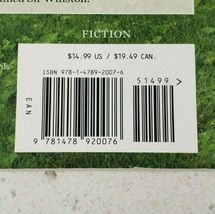 Sir Winston.
FICTION
$14.99 US / $19.49 CAN.
ISBN 978-1-4789-2007-6
51499 >
EAN
9 781478 920076